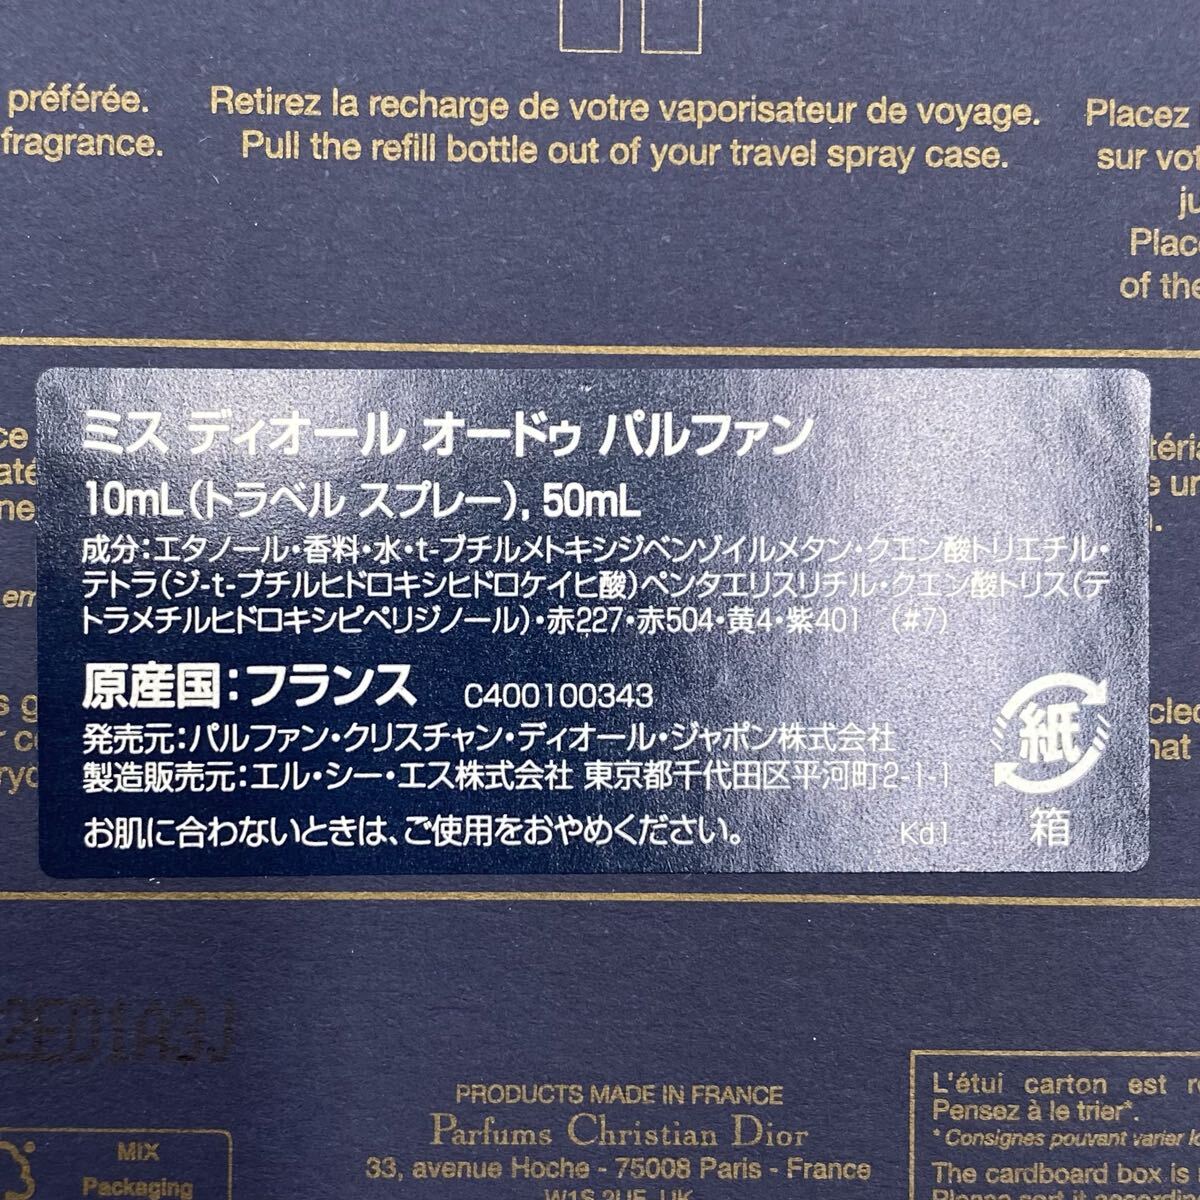 préférée.
fragrance.
Retirez la recharge de votre vaporisateur de voyage.
Pull the refill bottle out of your travel spray case.
Placez
sur
of the
ミス ディオール オードゥ パルファン
10mL(トラベル スプレー), 50mL
成分:エタノール・香料・水・t-ブチルメトキシジベンゾイルメタン・クエン酸トリエチル・
テトラ(ジ-t-ブチルヒドロキシヒドロケイヒ酸)ペンタエリスリチル・クエン酸トリス(テ
トラメチルヒドロキシピペリジノール)・赤227・赤504・黄4・紫401 (#7)
原産国:フランス C400100343
発売元:パルファン・クリスチャン・ディオール・ジャポン株式会社
製造販売元:エル・シー・エス株式会社 東京都千代田区平河町2-1-1
お肌に合わないときは、ご使用をおやめください。 Kd1
紙
箱
2E01A3J
MIX
Packaging
PRODUCTS MADE IN FRANCE
Parfums Christian Dior
33, avenue Hoche - 75008 Paris - France
W1S 2UF, UK
L'étui carton est
Pensez à le trier*.
*Consignes pouvant varier
The cardboard box is